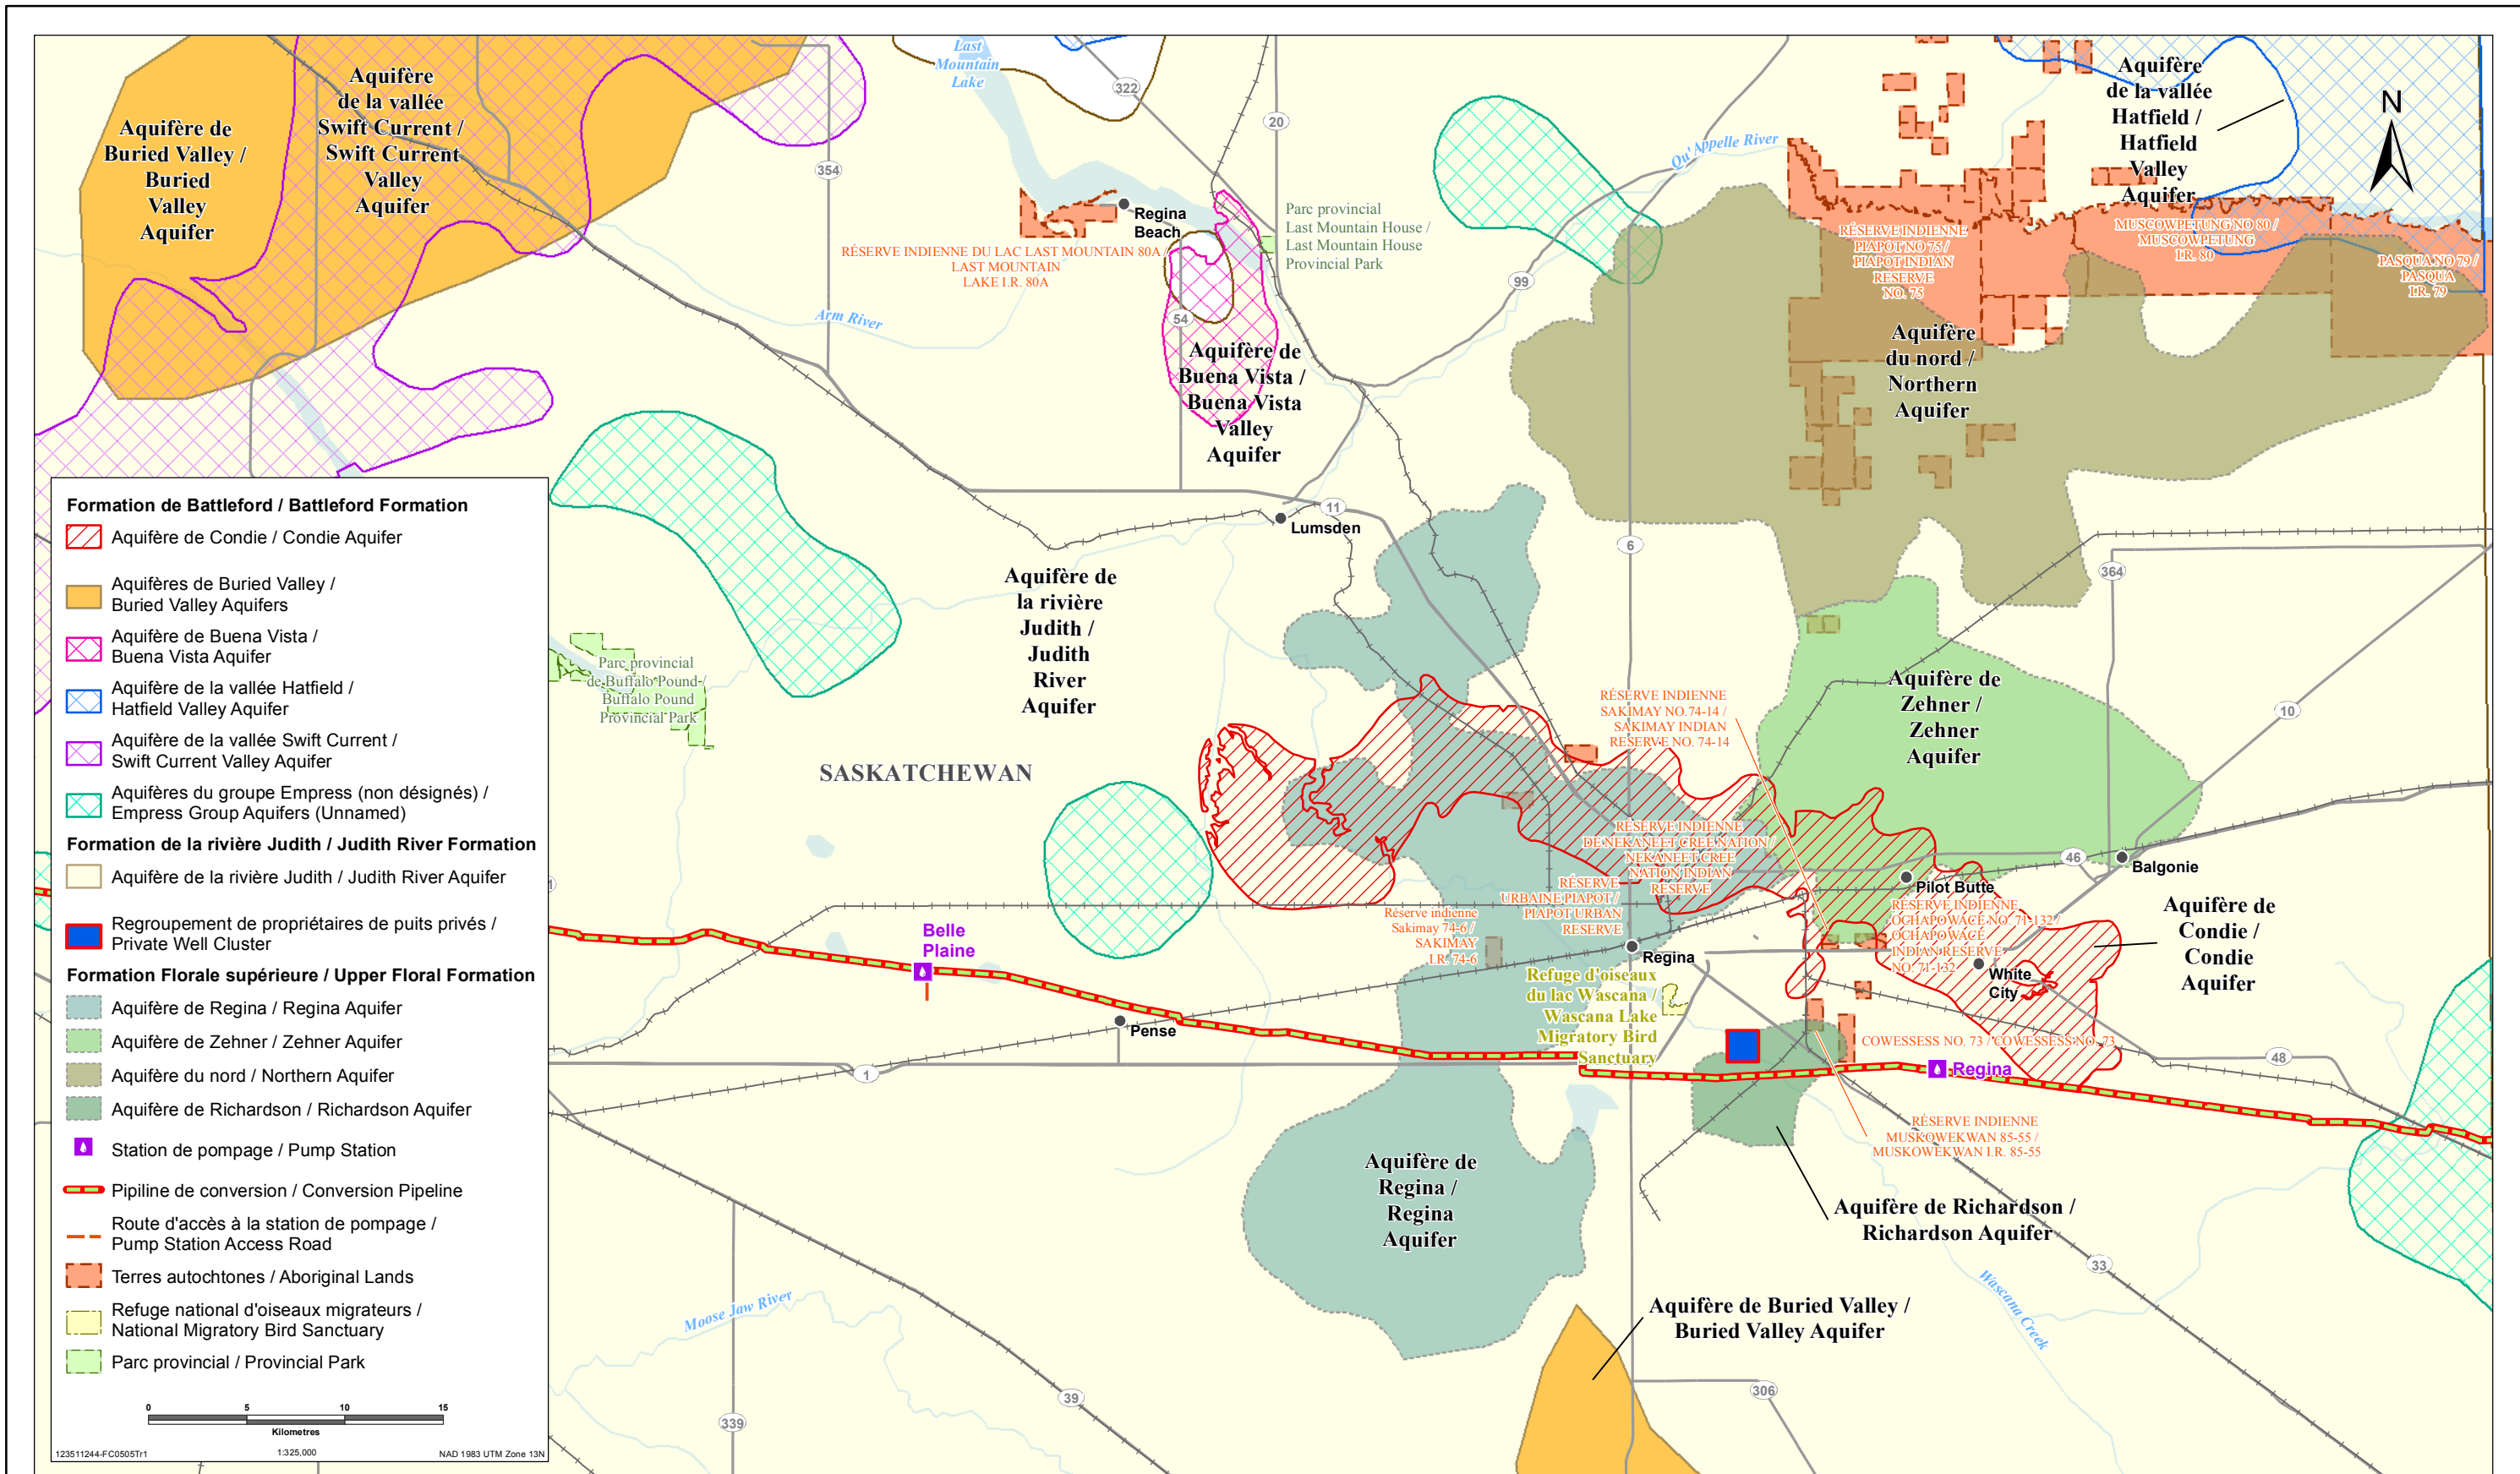 Aquifère de
Buried Valley /
Buried
Valley
Aquifer
Aquifère
de la vallée
Swift Current /
Swift Current
Valley
Aquifer
354
Last
Mountain
Lake
322
20
Regina
Beach
RÉSERVE INDIENNE DU LAC LAST MOUNTAIN 80A /
LAST MOUNTAIN
LAKE I.R. 80A
Parc provincial
Last Mountain House /
Last Mountain House
Provincial Park
Arm River
54
Aquifère de
Buena Vista /
Buena Vista
Valley
Aquifer
Qu'Appelle River
99
Aquifère
de la vallée
Hatfield /
Hatfield
Valley
Aquifer
N
RÉSERVE INDIENNE
PIAPOT NO 75 /
PIAPOT INDIAN
RESERVE
NO. 75
MUSCOWPETUNG NO 80 /
MUSCOWPETUNG
I.R. 80
PASQUA NO 79 /
PASQUA
I.R. 79
Aquifère
du nord /
Northern
Aquifer
11
Lumsden
6
364
Aquifère de
la rivière
Judith /
Judith
River
Aquifer
Parc provincial
de Buffalo Pound /
Buffalo Pound
Provincial Park
SASKATCHEWAN
RÉSERVE INDIENNE
SAKIMAY NO.74-14 /
SAKIMAY INDIAN
RESERVE NO. 74-14
Aquifère de
Zehner /
Zehner
Aquifer
10
RÉSERVE INDIENNE
DE NEKANEET CREE NATION /
NEKANEET CREE
NATION INDIAN
RESERVE
46
Balgonie
Pilot Butte
RÉSERVE
URBAINE PIAPOT /
PIAPOT URBAN
RESERVE
Réserve indienne
Sakimay 74-6 /
SAKIMAY
I.R. 74-6
RÉSERVE INDIENNE
OCHAPOWACE NO. 71-132 /
OCHAPOWACE
INDIAN RESERVE
NO. 71-132
Aquifère de
Condie /
Condie
Aquifer
Belle
Plaine
Regina
White
City
Refuge d'oiseaux
du lac Wascana /
Wascana Lake
Migratory Bird
Sanctuary
Pense
COWESSESS NO. 73 / COWESSESS NO. 73
1
48
Regina
RÉSERVE INDIENNE
MUSKOWEKWAN 85-55 /
MUSKOWEKWAN I.R. 85-55
Aquifère de
Regina /
Regina
Aquifer
Aquifère de Richardson /
Richardson Aquifer
33
Wascana Creek
Moose Jaw River
Aquifère de Buried Valley /
Buried Valley Aquifer
39
306
339
Formation de Battleford / Battleford Formation
Aquifère de Condie / Condie Aquifer
Aquifères de Buried Valley /
Buried Valley Aquifers
Aquifère de Buena Vista /
Buena Vista Aquifer
Aquifère de la vallée Hatfield /
Hatfield Valley Aquifer
Aquifère de la vallée Swift Current /
Swift Current Valley Aquifer
Aquifères du groupe Empress (non désignés) /
Empress Group Aquifers (Unnamed)
Formation de la rivière Judith / Judith River Formation
Aquifère de la rivière Judith / Judith River Aquifer
Regroupement de propriétaires de puits privés /
Private Well Cluster
Formation Florale supérieure / Upper Floral Formation
Aquifère de Regina / Regina Aquifer
Aquifère de Zehner / Zehner Aquifer
Aquifère du nord / Northern Aquifer
Aquifère de Richardson / Richardson Aquifer
Station de pompage / Pump Station
Pipiline de conversion / Conversion Pipeline
Route d'accès à la station de pompage /
Pump Station Access Road
Terres autochtones / Aboriginal Lands
Refuge national d'oiseaux migrateurs /
National Migratory Bird Sanctuary
Parc provincial / Provincial Park
0 5 10 15
Kilometres
123511244-FC0505Tr1 1:325,000 NAD 1983 UTM Zone 13N